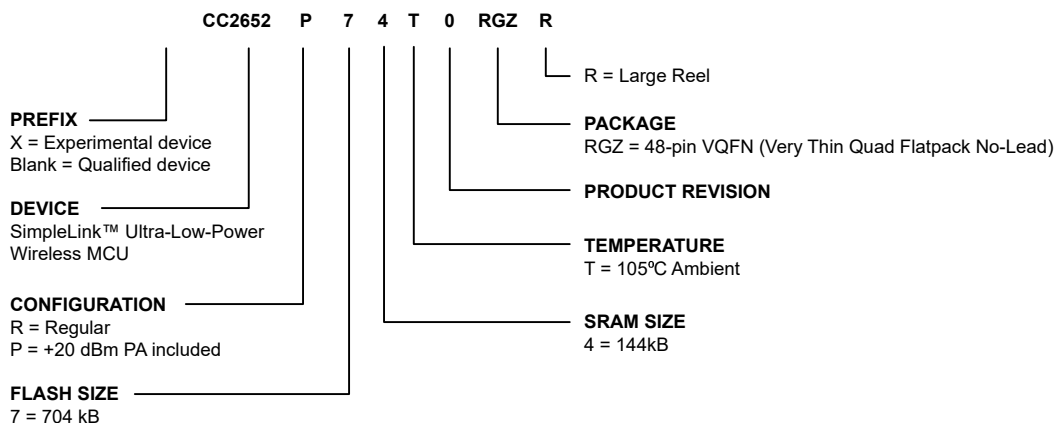 CC2652 P 7 4 T 0 RGZ R
PREFIX
X = Experimental device
Blank = Qualified device
DEVICE
SimpleLink™ Ultra-Low-Power
Wireless MCU
CONFIGURATION
R = Regular
P = +20 dBm PA included
FLASH SIZE
7 = 704 kB
R = Large Reel
PACKAGE
RGZ = 48-pin VQFN (Very Thin Quad Flatpack No-Lead)
PRODUCT REVISION
TEMPERATURE
T = 105ºC Ambient
SRAM SIZE
4 = 144kB